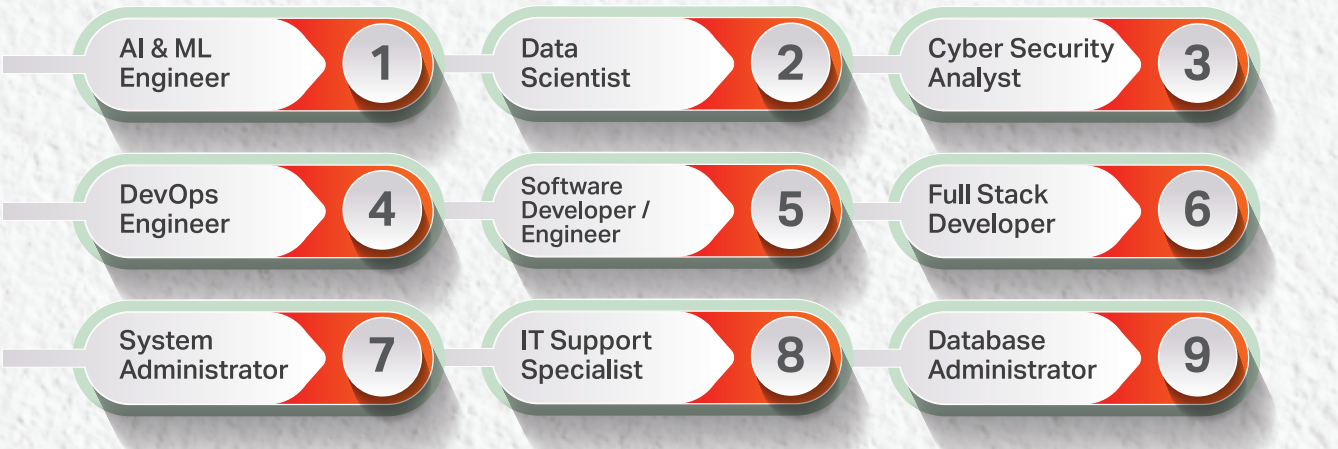 AI & ML
Engineer
1
Data
Scientist
2
Cyber Security
Analyst
3
DevOps
Engineer
4
Software
Developer /
Engineer
5
Full Stack
Developer
6
System
Administrator
7
IT Support
Specialist
8
Database
Administrator
9